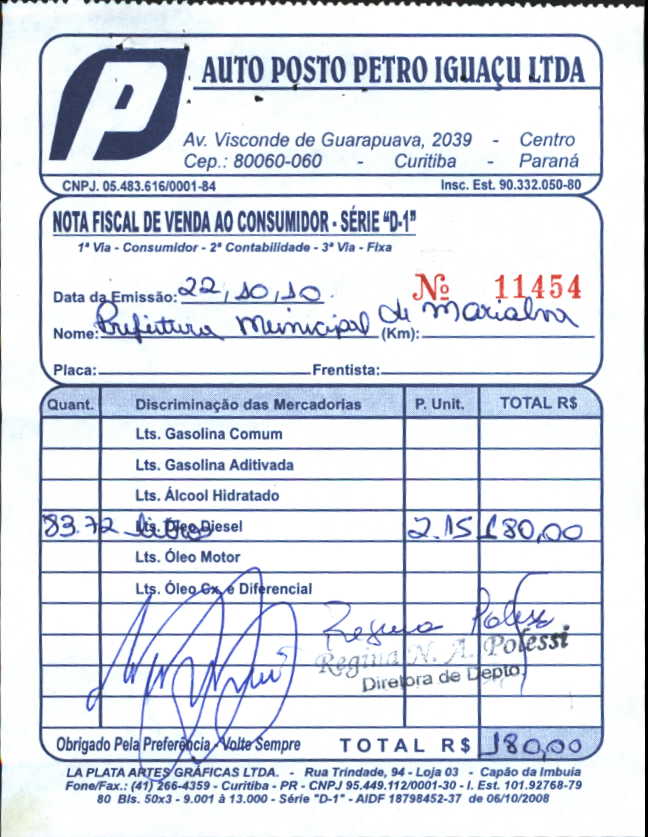 P
AUTO POSTO PETRO IGUAÇU LTDA
Av. Visconde de Guarapuava, 2039 - Centro
Cep.: 80060-060 - Curitiba - Paraná
CNPJ. 05.483.616/0001-84 Insc. Est. 90.332.050-80
NOTA FISCAL DE VENDA AO CONSUMIDOR - SÉRIE "D-1"
1ª Via - Consumidor - 2ª Contabilidade - 3ª Via - Fixa
Data da Emissão: 22,10,10 Nº 11454
Nome: Prefeitura Municipal de Marialva (Km):
Placa: Frentista:
Quant. Discriminação das Mercadorias P. Unit. TOTAL R$
Lts. Gasolina Comum
Lts. Gasolina Aditivada
Lts. Álcool Hidratado
83.72 litros Lts. Óleo Diesel 2.15 180,00
Lts. Óleo Motor
Lts. Óleo Cx. e Diferencial
Regina Polessi
Regina N. A. Polessi
Diretora de Depto.
Obrigado Pela Preferência - Volte Sempre TOTAL R$ 180,00
LA PLATA ARTES GRÁFICAS LTDA. - Rua Trindade, 94 - Loja 03 - Capão da Imbuia
Fone/Fax.: (41) 266-4359 - Curitiba - PR - CNPJ 95.449.112/0001-30 - I. Est. 101.92768-79
80 Bls. 50x3 - 9.001 à 13.000 - Série "D-1" - AIDF 18798452-37 de 06/10/2008